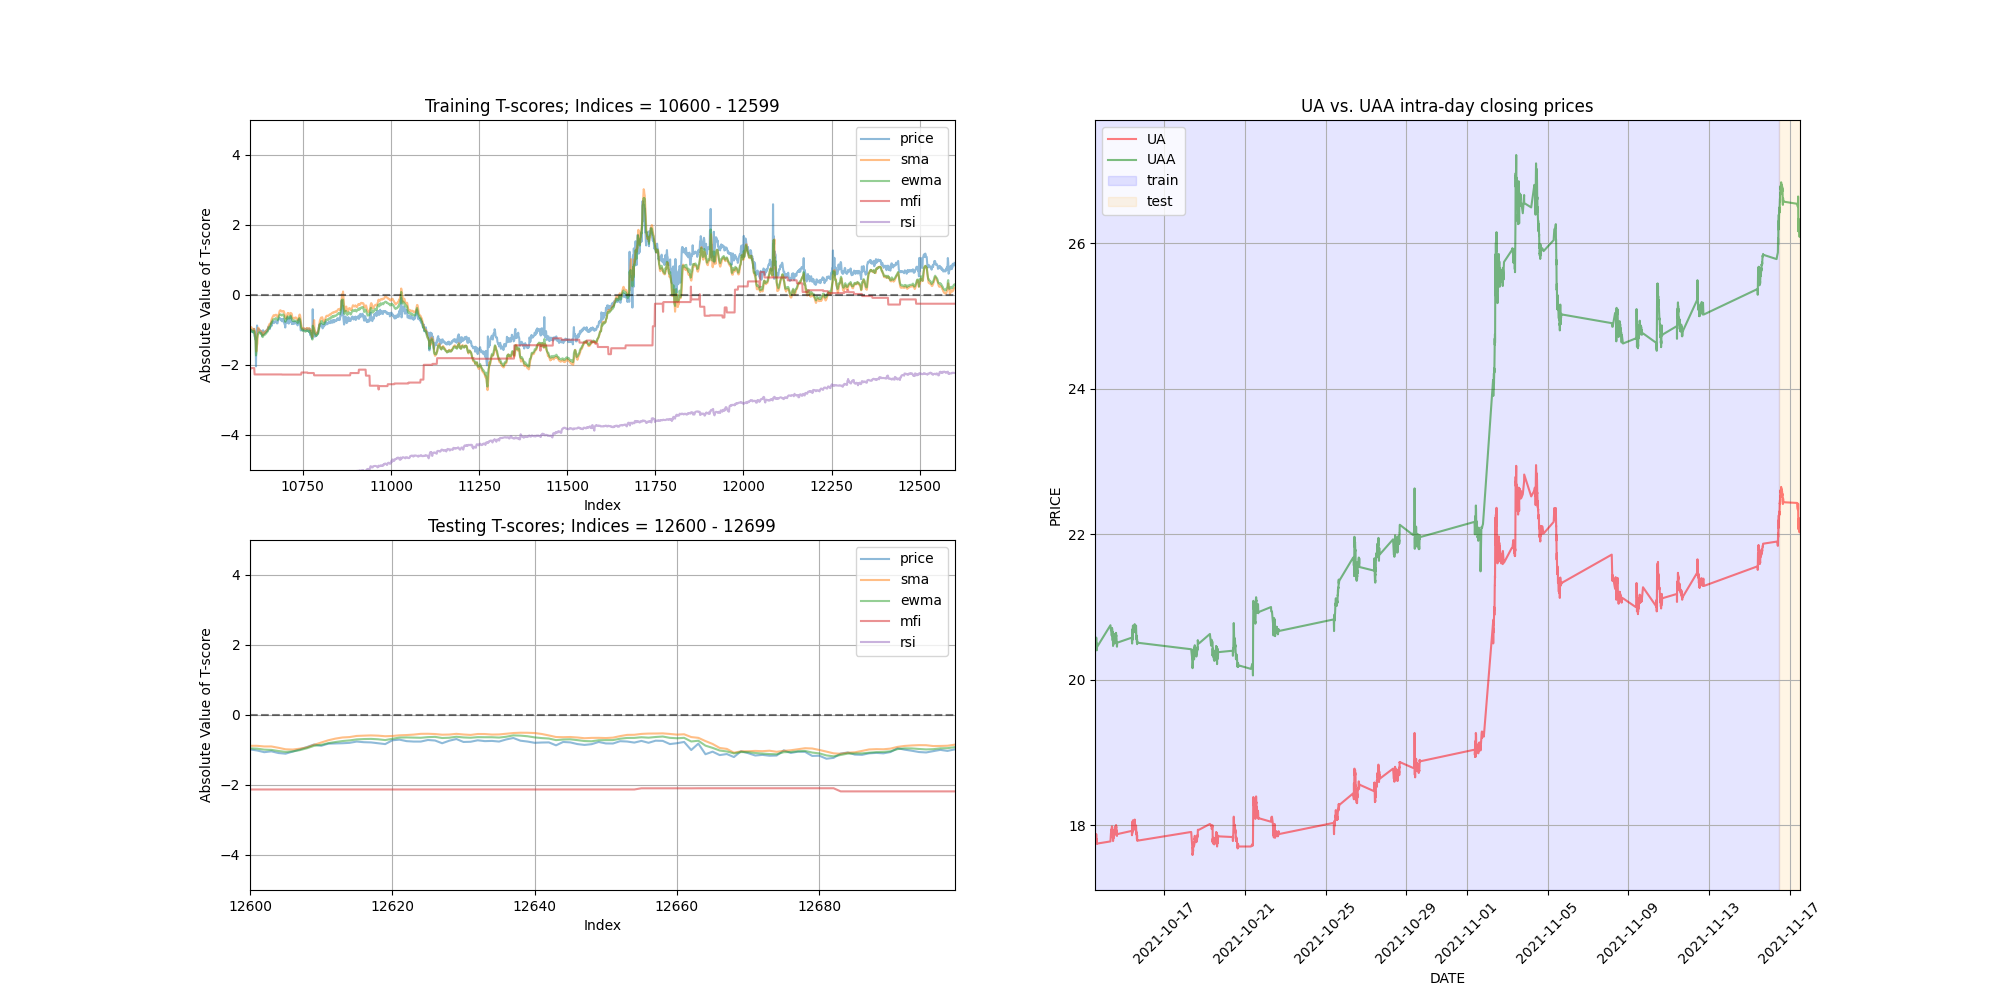 Training T-scores; Indices = 10600 - 12599
Absolute Value of T-score
4
2
0
−2
−4
price
sma
ewma
mfi
rsi
10750
11000
11250
11500
11750
12000
12250
12500
Index
Testing T-scores; Indices = 12600 - 12699
Absolute Value of T-score
4
2
0
−2
−4
price
sma
ewma
mfi
rsi
12600
12620
12640
12660
12680
Index
UA vs. UAA intra-day closing prices
PRICE
26
24
22
20
18
UA
UAA
train
test
2021-10-17
2021-10-21
2021-10-25
2021-10-29
2021-11-01
2021-11-05
2021-11-09
2021-11-13
2021-11-17
DATE